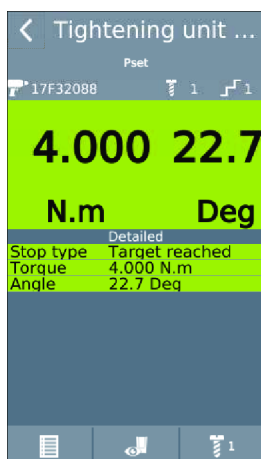 Tightening unit ...
Pset
17F32088 1 1
4.000 22.7
N.m Deg
Detailed
Stop type Target reached
Torque 4.000 N.m
Angle 22.7 Deg
1